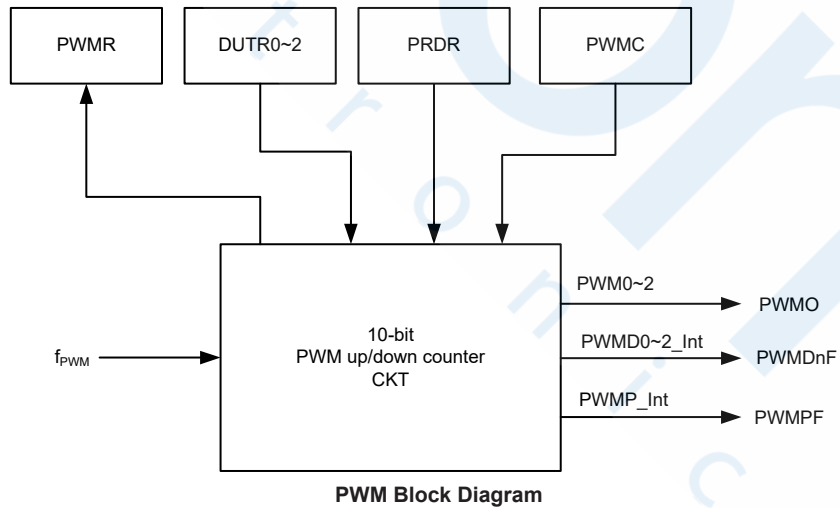 PWMR
DUTR0~2
PRDR
PWMC
PWM0~2
PWMO
10-bit
PWM up/down counter
CKT
fPWM
PWMD0~2_Int
PWMDnF
PWMP_Int
PWMPF
PWM Block Diagram